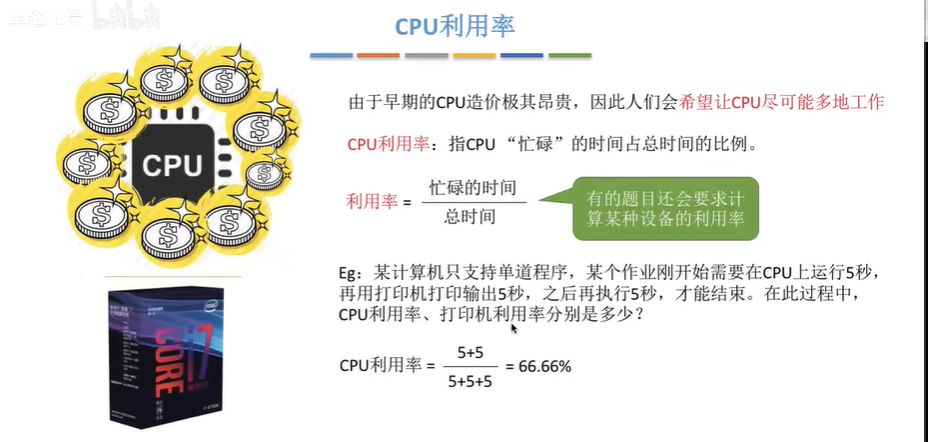 bilibili
CPU利用率
由于早期的CPU造价极其昂贵，因此人们会希望让CPU尽可能多地工作
CPU
CPU利用率：指CPU “忙碌”的时间占总时间的比例。
利用率 = 忙碌的时间
总时间
有的题目还会要求计
算某种设备的利用率
Eg：某计算机只支持单道程序，某个作业刚开始需要在CPU上运行5秒，
再用打印机打印输出5秒，之后再执行5秒，才能结束。在此过程中，
CPU利用率、打印机利用率分别是多少？
CPU利用率 = 5+5
5+5+5
= 66.66%
intel
CORE
i7